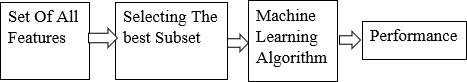 Set Of All
Features
Selecting The
best Subset
Machine
Learning
Algorithm
Performance